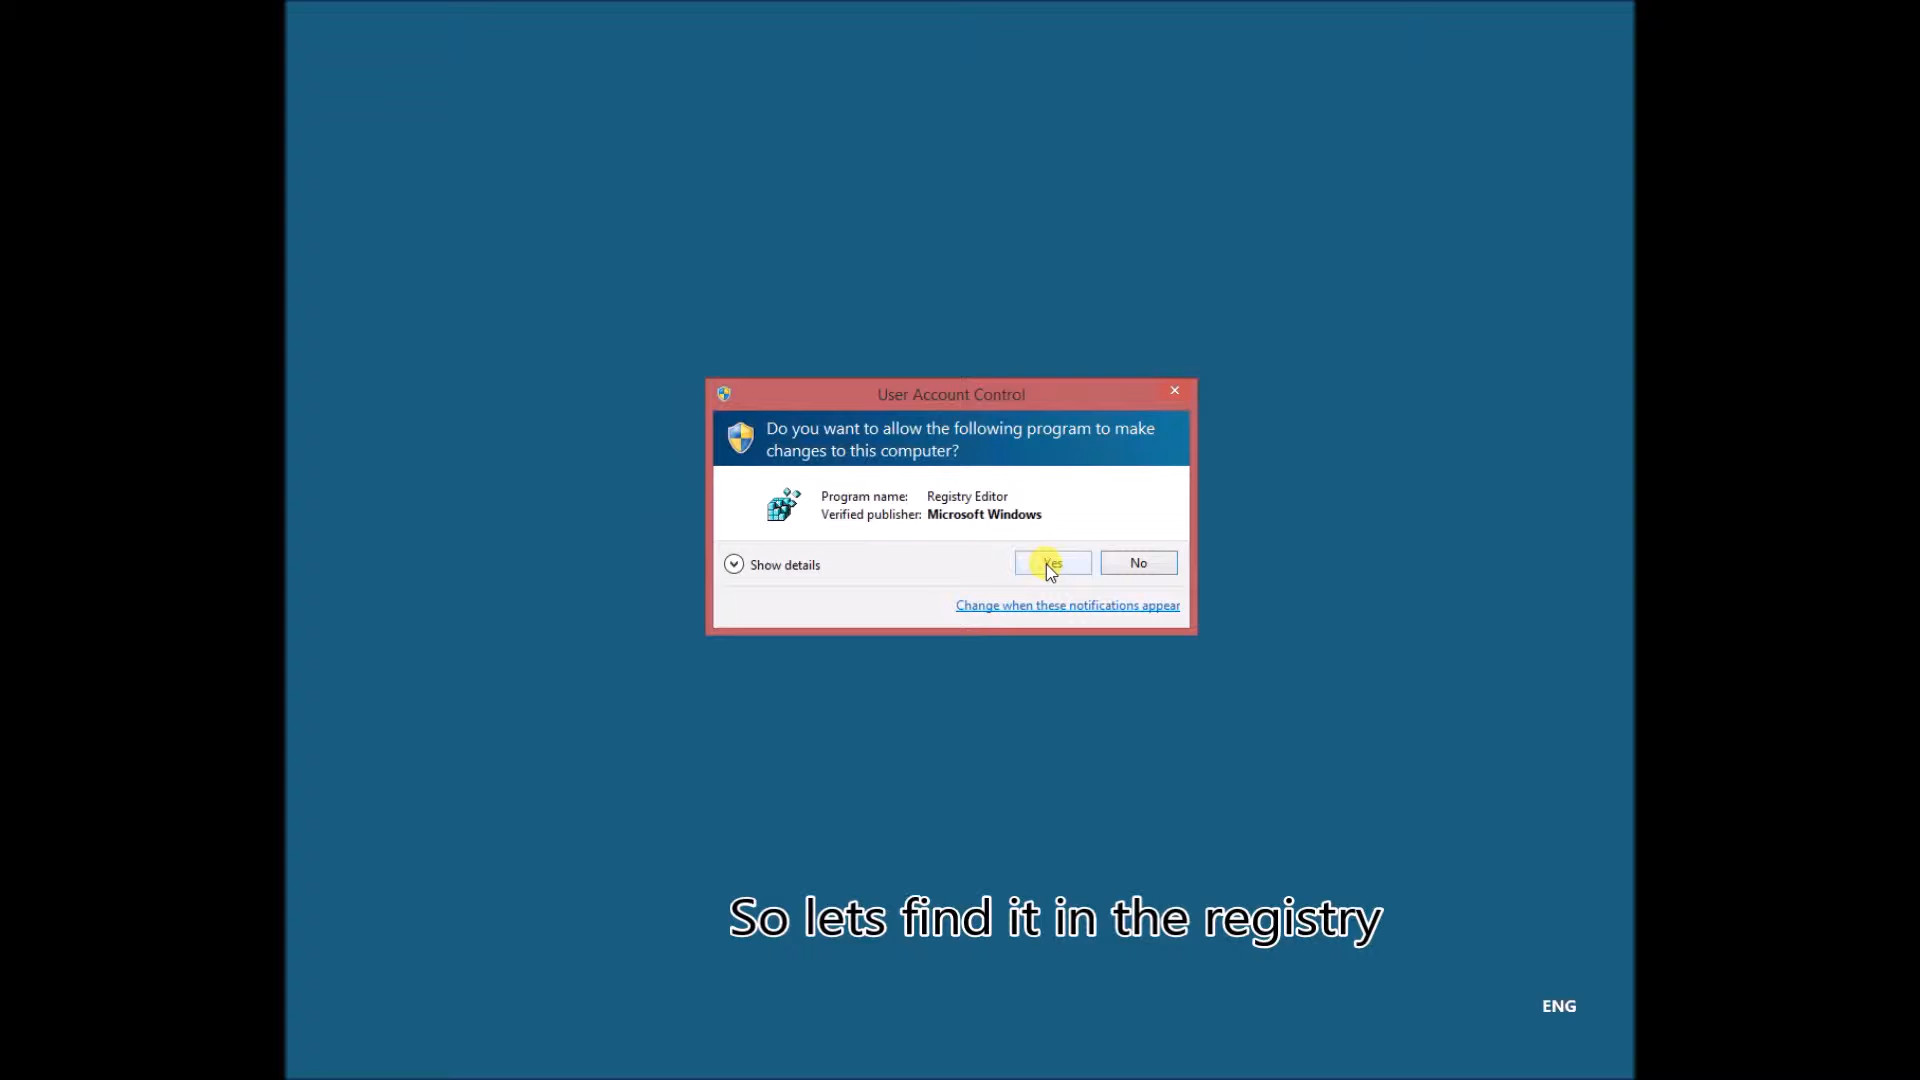 User Account Control
Do you want to allow the following program to make
changes to this computer?
Program name: Registry Editor
Verified publisher: Microsoft Windows
Show details
Yes
No
Change when these notifications appear
So lets find it in the registry
ENG